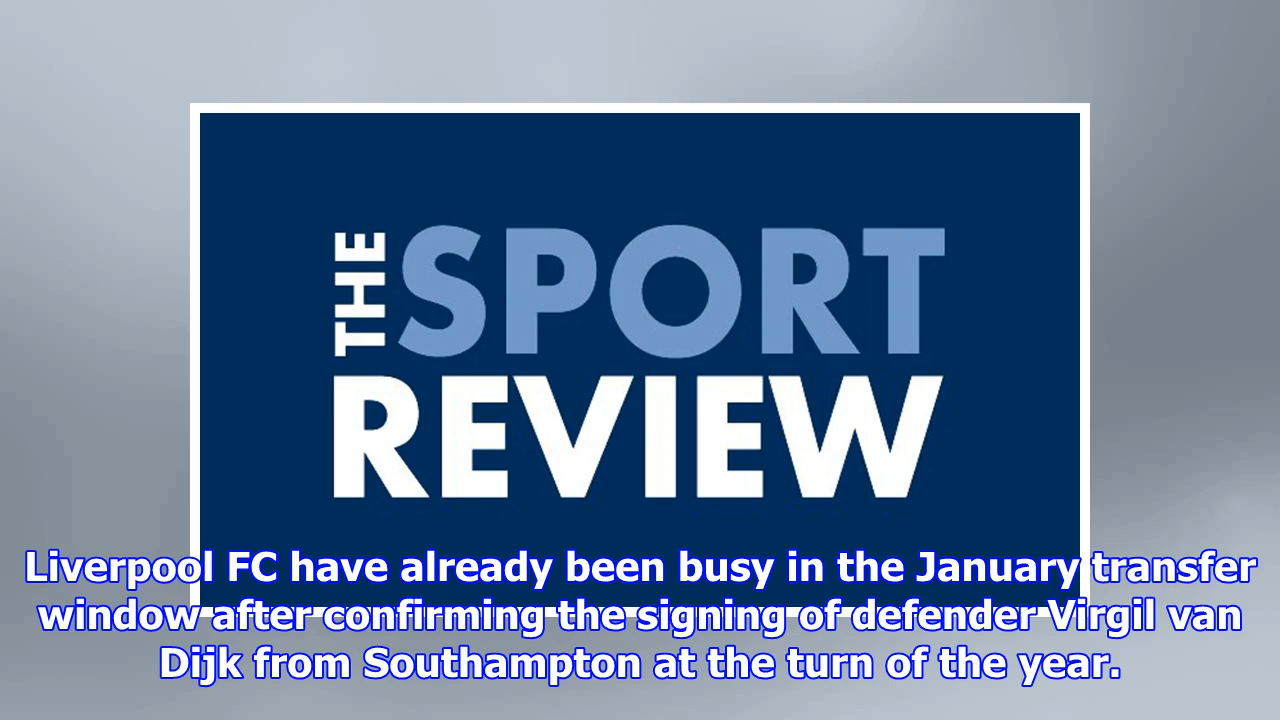 THE
SPORT
REVIEW
Liverpool FC have already been busy in the January transfer
window after confirming the signing of defender Virgil van
Dijk from Southampton at the turn of the year.